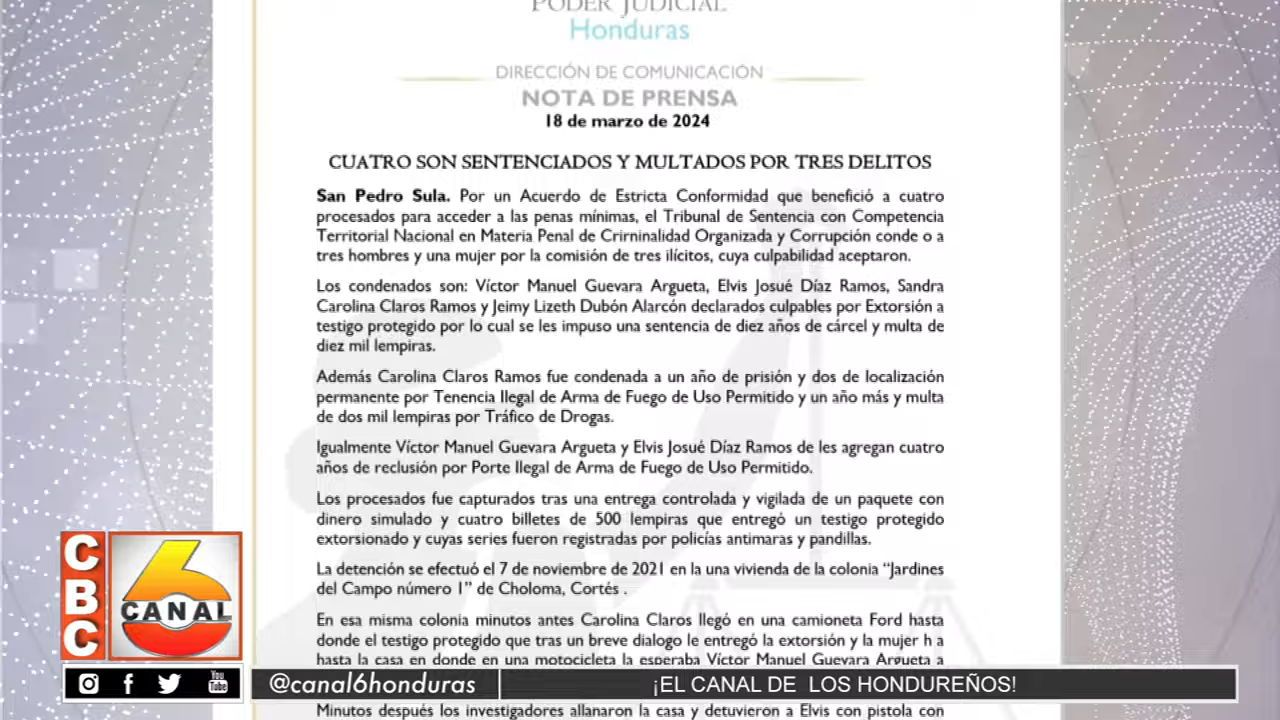 PODER JUDICIAL
Honduras
DIRECCIÓN DE COMUNICACIÓN
NOTA DE PRENSA
18 de marzo de 2024
CUATRO SON SENTENCIADOS Y MULTADOS POR TRES DELITOS
San Pedro Sula. Por un Acuerdo de Estricta Conformidad que benefició a cuatro
procesados para acceder a las penas mínimas, el Tribunal de Sentencia con Competencia
Territorial Nacional en Materia Penal de Crirninalidad Organizada y Corrupción conde o a
tres hombres y una mujer por la comisión de tres ilícitos, cuya culpabilidad aceptaron.
Los condenados son: Víctor Manuel Guevara Argueta, Elvis Josué Díaz Ramos, Sandra
Carolina Claros Ramos y Jeimy Lizeth Dubón Alarcón declarados culpables por Extorsión a
testigo protegido por lo cual se les impuso una sentencia de diez años de cárcel y multa de
diez mil lempiras.
Además Carolina Claros Ramos fue condenada a un año de prisión y dos de localización
permanente por Tenencia Ilegal de Arma de Fuego de Uso Permitido y un año más y multa
de dos mil lempiras por Tráfico de Drogas.
Igualmente Víctor Manuel Guevara Argueta y Elvis Josué Díaz Ramos de les agregan cuatro
años de reclusión por Porte Ilegal de Arma de Fuego de Uso Permitido.
Los procesados fue capturados tras una entrega controlada y vigilada de un paquete con
dinero simulado y cuatro billetes de 500 lempiras que entregó un testigo protegido
extorsionado y cuyas series fueron registradas por policías antimaras y pandillas.
La detención se efectuó el 7 de noviembre de 2021 en la una vivienda de la colonia “Jardines
del Campo número 1” de Choloma, Cortés .
En esa misma colonia minutos antes Carolina Claros llegó en una camioneta Ford hasta
donde el testigo protegido que tras un breve dialogo le entregó la extorsión y la mujer h a
hasta la casa en donde en una motocicleta la esperaba Víctor Manuel Guevara Argueta a
Minutos después los investigadores allanaron la casa y detuvieron a Elvis con pistola con
CBC
6
CANAL
You Tube
@canal6honduras
¡EL CANAL DE LOS HONDUREÑOS!